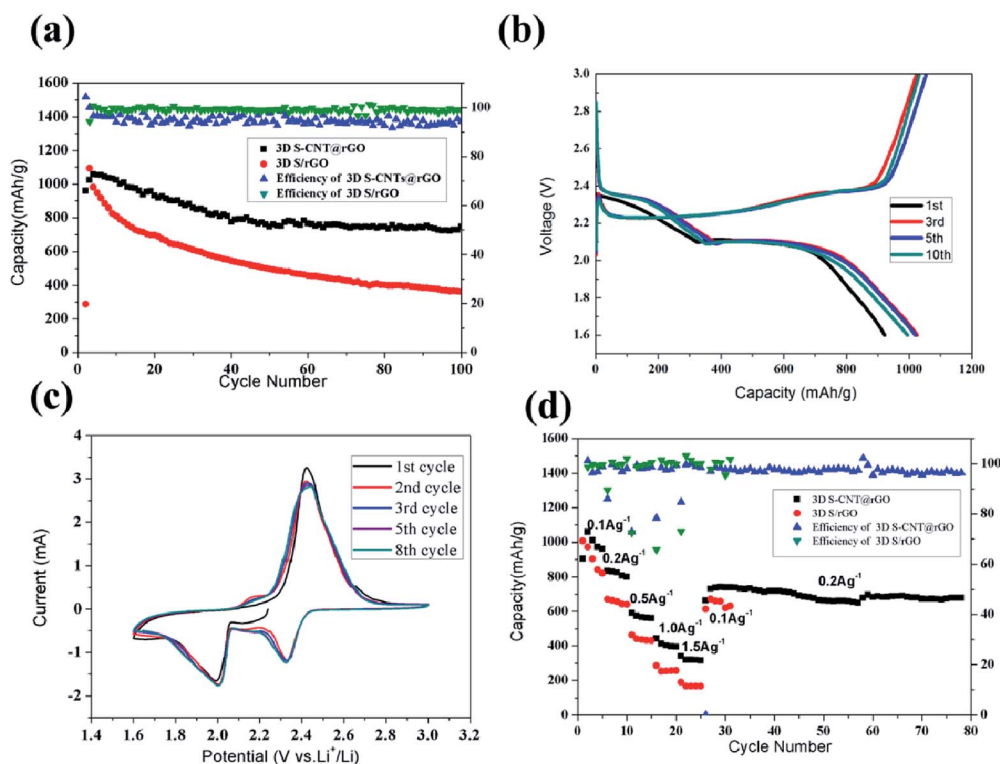 (a)
1600
1400
1200
1000
800
600
400
200
0
100
80
60
40
20
0
3D S-CNT@rGO
3D S/rGO
Efficiency of 3D S-CNTs@rGO
Efficiency of 3D S/rGO
0 20 40 60 80 100
Capacity(mAh/g)
Cycle Number
(b)
3.0
2.8
2.6
2.4
2.2
2.0
1.8
1.6
Voltage (V)
1st
3rd
5th
10th
0 200 400 600 800 1000 1200
Capacity (mAh/g)
(c)
4
3
2
1
0
-1
-2
Current (mA)
1st cycle
2nd cycle
3rd cycle
5th cycle
8th cycle
1.4 1.6 1.8 2.0 2.2 2.4 2.6 2.8 3.0 3.2
Potential (V vs.Li⁺/Li)
(d)
1600
1400
1200
1000
800
600
400
200
0
100
80
60
40
20
0
Capacity(mAh/g)
3D S-CNT@rGO
3D S/rGO
Efficiency of 3D S-CNT@rGO
Efficiency of 3D S/rGO
0.1Ag⁻¹
0.2Ag⁻¹
0.5Ag⁻¹
1.0Ag⁻¹
1.5Ag⁻¹
0.1Ag⁻¹
0.2Ag⁻¹
0 10 20 30 40 50 60 70 80
Cycle Number